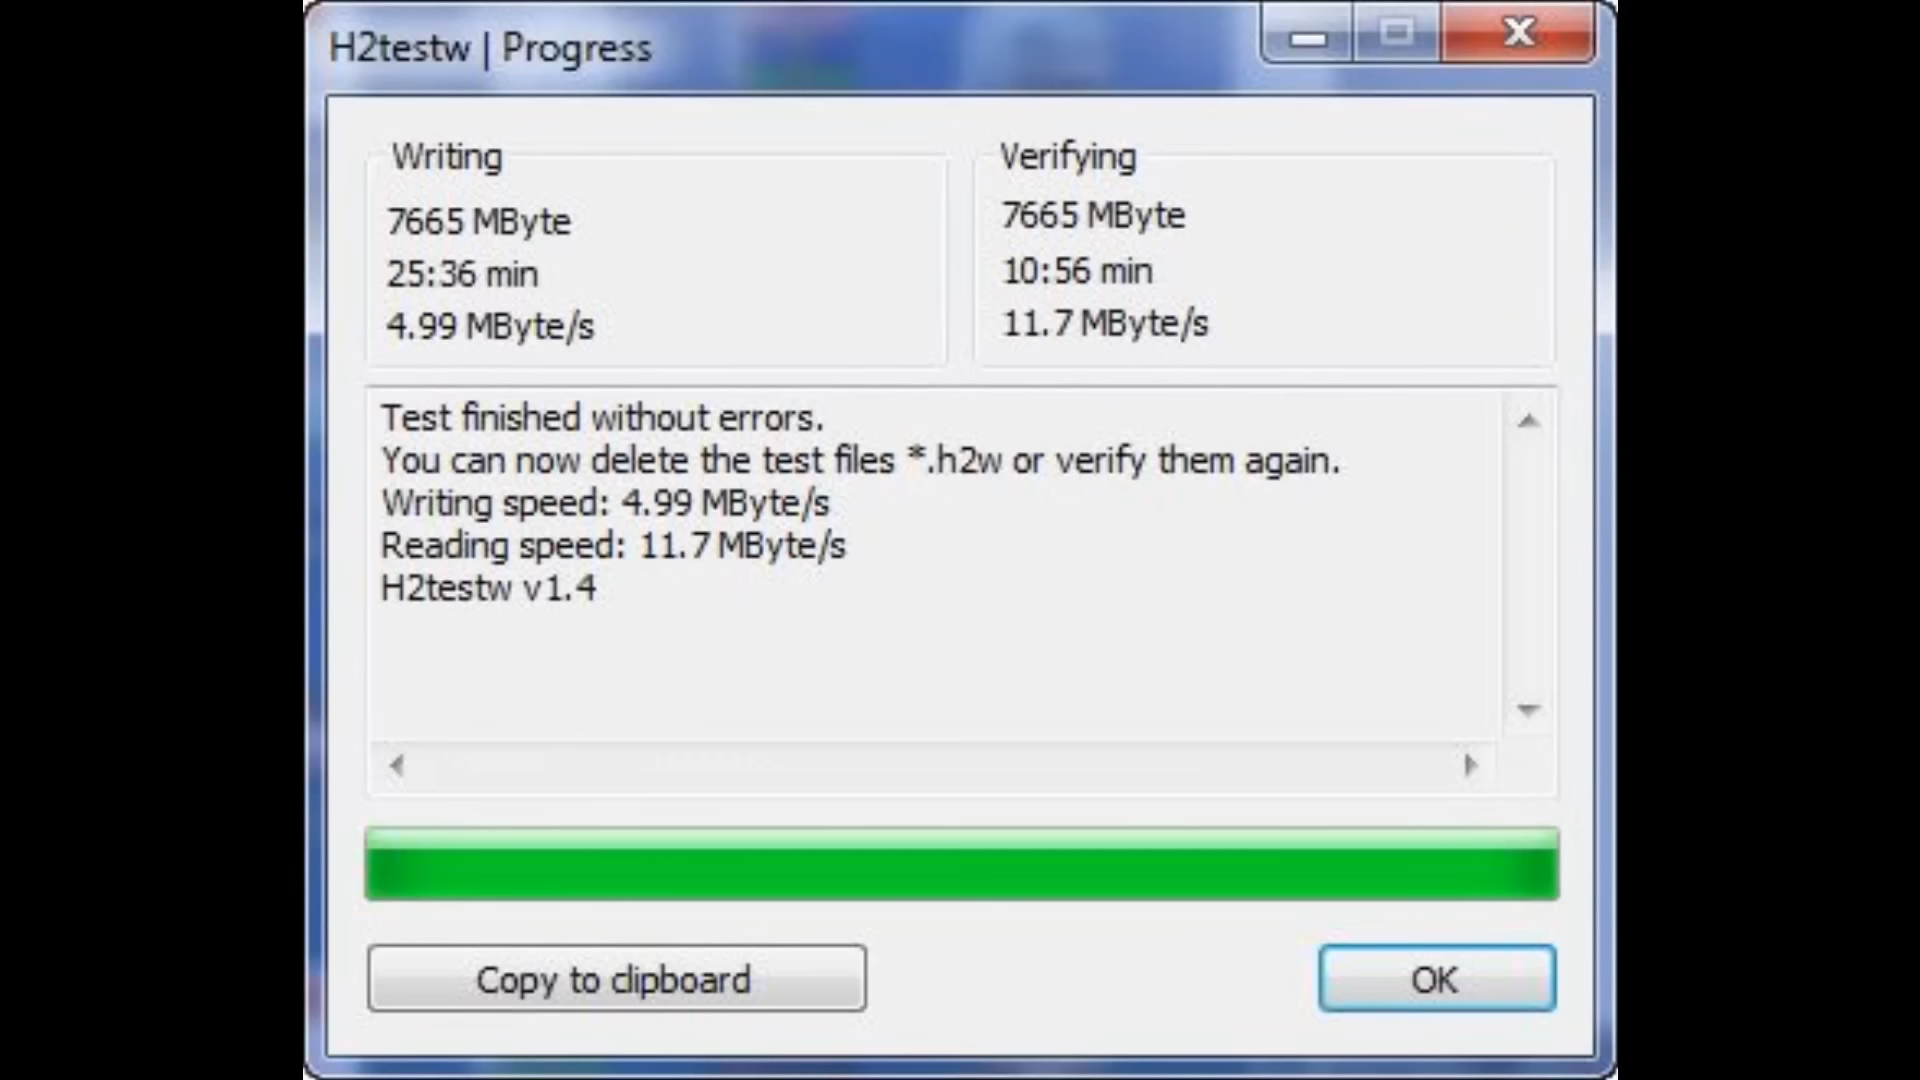 H2testw | Progress
Writing
7665 MByte
25:36 min
4.99 MByte/s
Verifying
7665 MByte
10:56 min
11.7 MByte/s
Test finished without errors.
You can now delete the test files *.h2w or verify them again.
Writing speed: 4.99 MByte/s
Reading speed: 11.7 MByte/s
H2testw v1.4
Copy to clipboard
OK